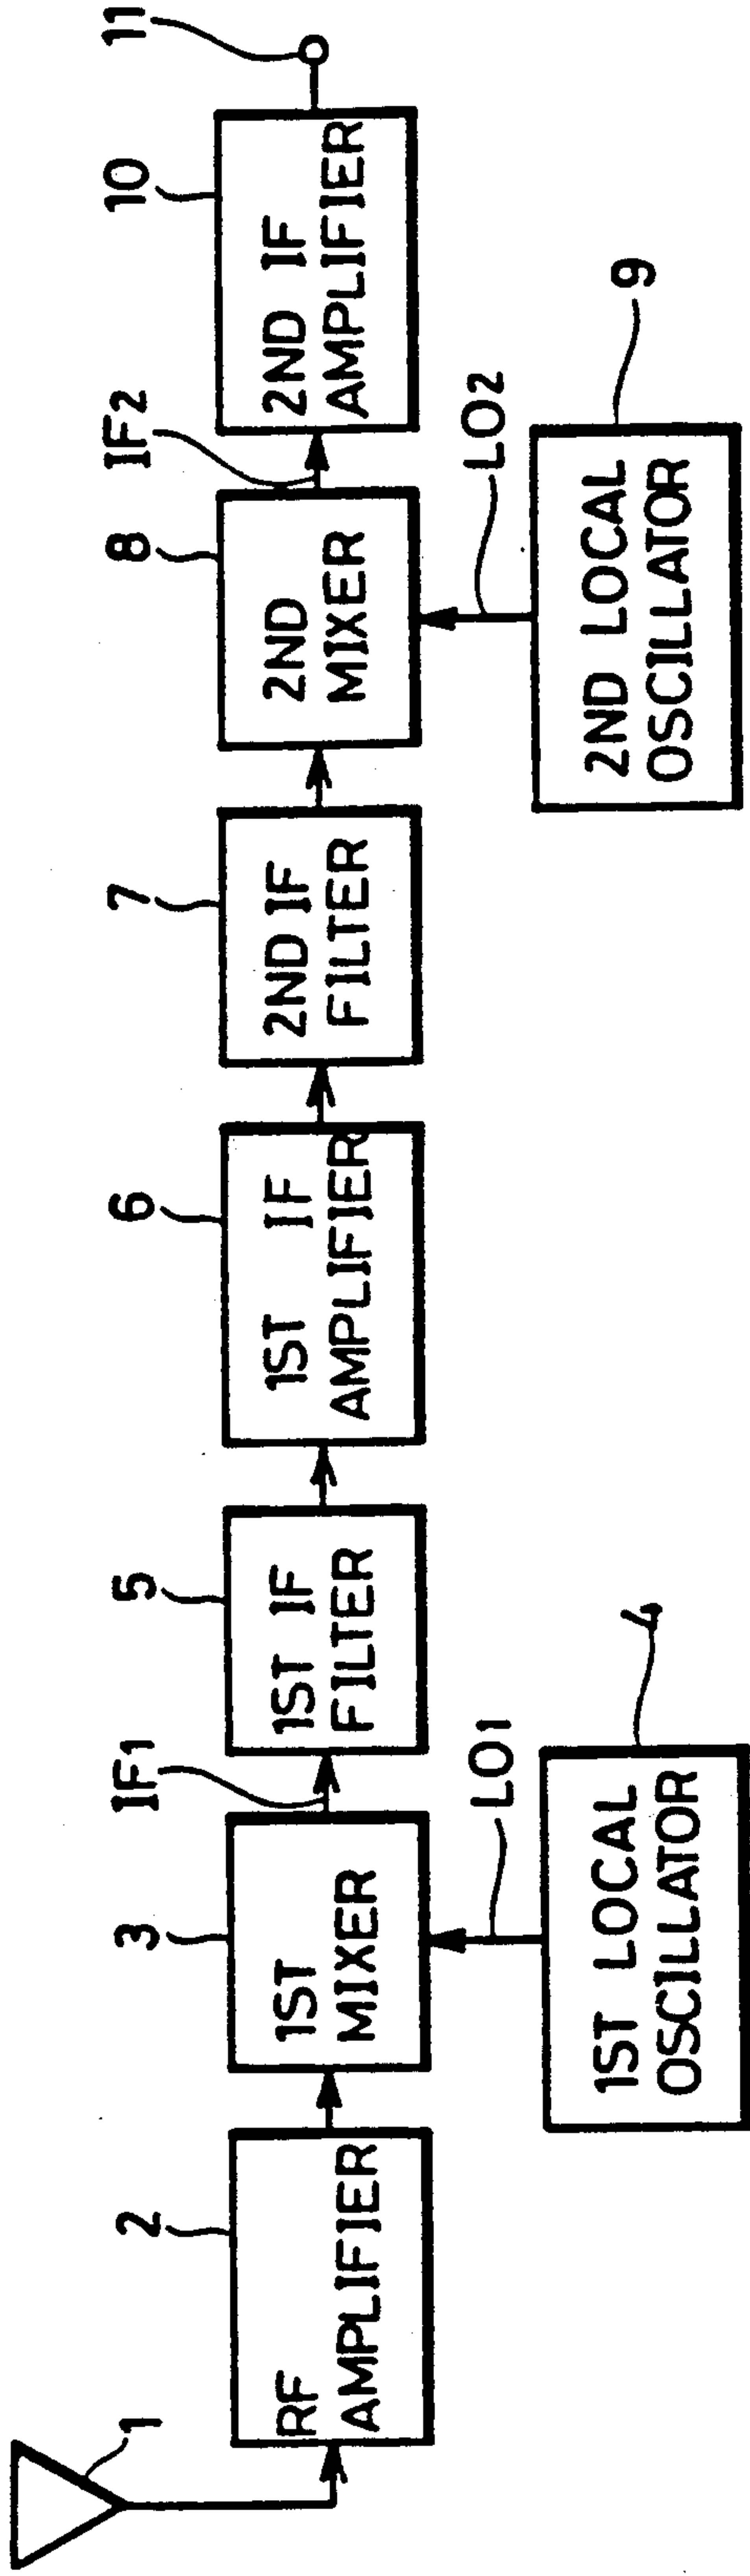 1
2
RF
AMPLIFIER
3
1ST
MIXER
IF1
LO1
4
1ST LOCAL
OSCILLATOR
5
1ST IF
FILTER
6
1ST IF
AMPLIFIER
7
2ND IF
FILTER
8
2ND
MIXER
IF2
LO2
9
2ND LOCAL
OSCILLATOR
10
2ND IF
AMPLIFIER
11